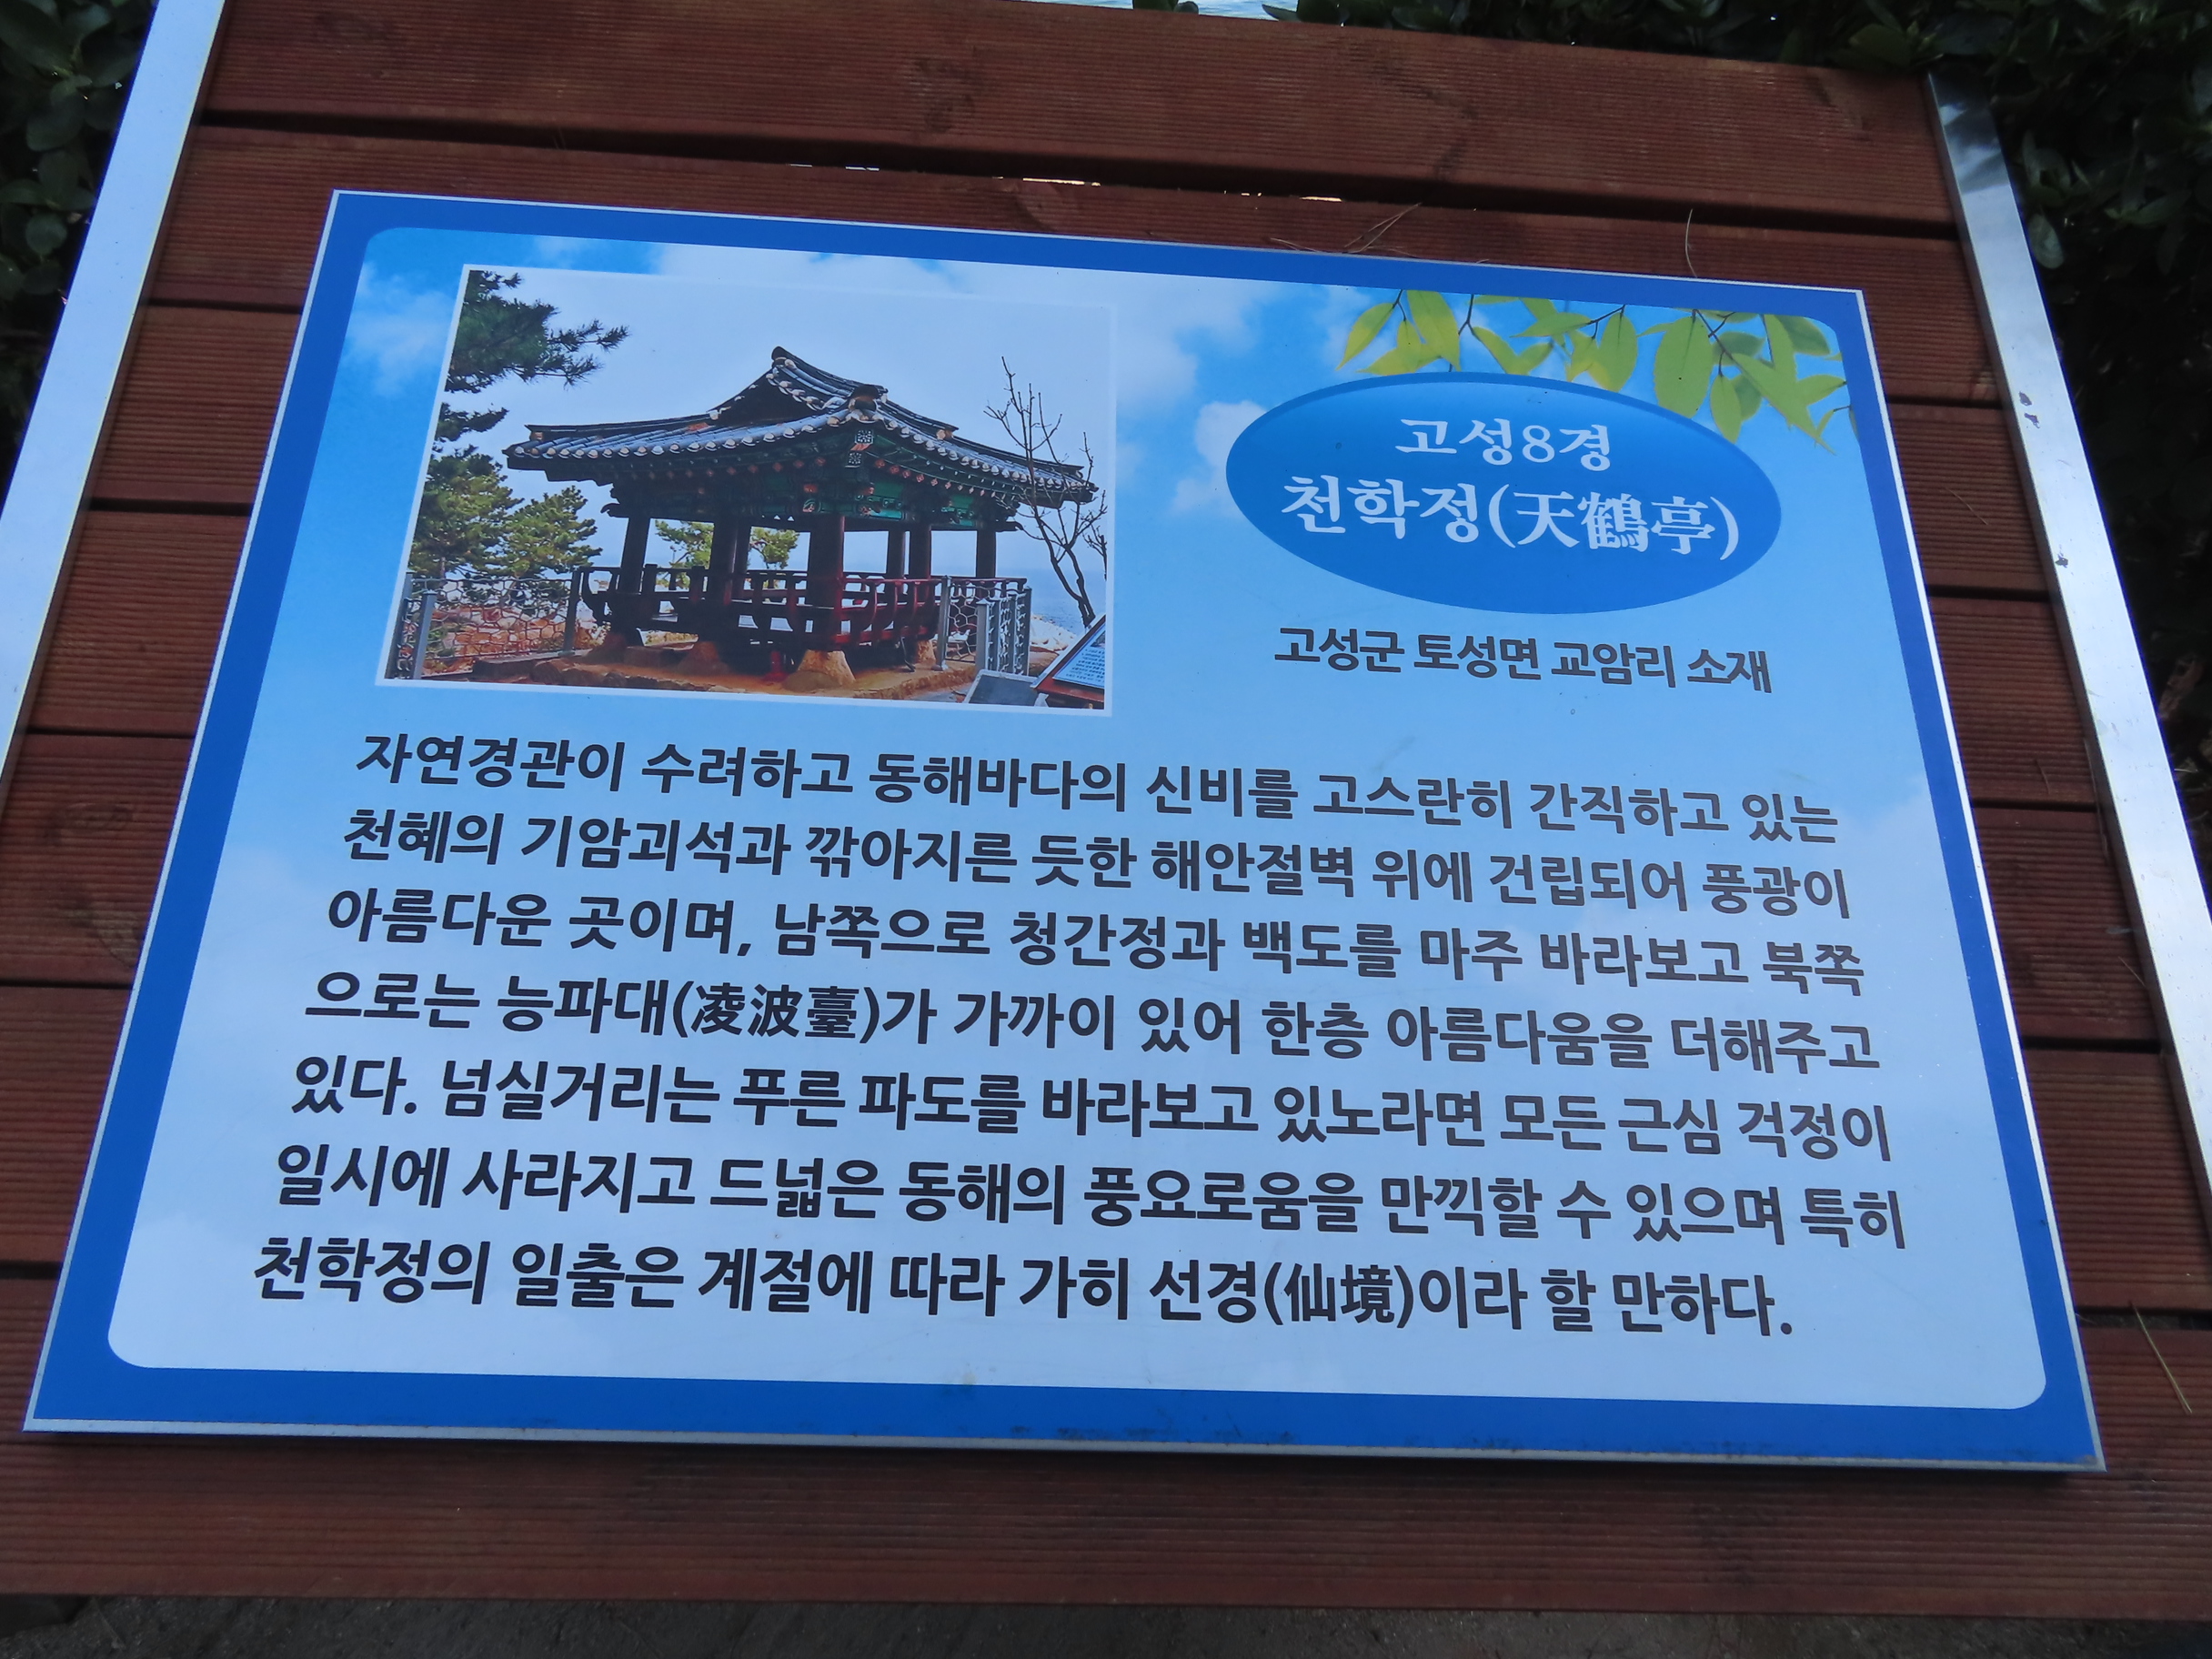 고성8경
천학정(天鶴亭)
고성군 토성면 교암리 소재
자연경관이 수려하고 동해바다의 신비를 고스란히 간직하고 있는
천혜의 기암괴석과 깎아지른 듯한 해안절벽 위에 건립되어 풍광이
아름다운 곳이며, 남쪽으로 청간정과 백도를 마주 바라보고 북쪽
으로는 능파대(凌波臺)가 가까이 있어 한층 아름다움을 더해주고
있다. 넘실거리는 푸른 파도를 바라보고 있노라면 모든 근심 걱정이
일시에 사라지고 드넓은 동해의 풍요로움을 만끽할 수 있으며 특히
천학정의 일출은 계절에 따라 가히 선경(仙境)이라 할 만하다.